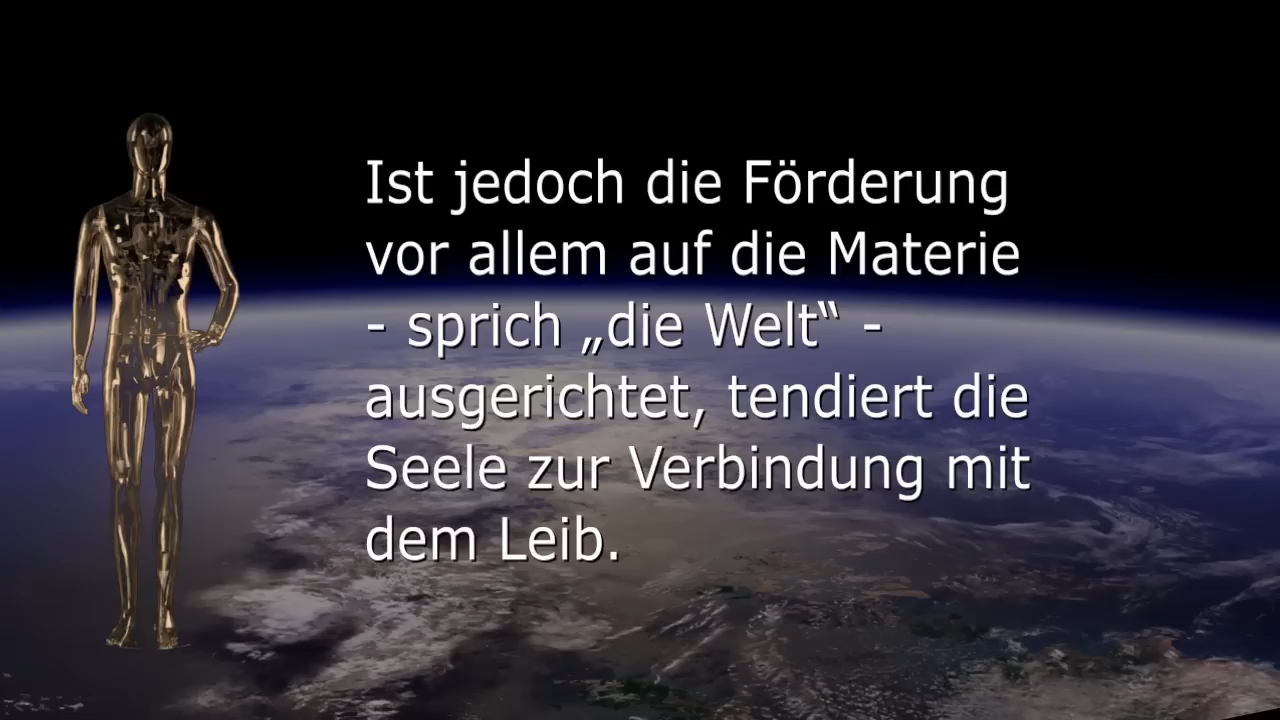 Ist jedoch die Förderung
vor allem auf die Materie
- sprich „die Welt“ -
ausgerichtet, tendiert die
Seele zur Verbindung mit
dem Leib.